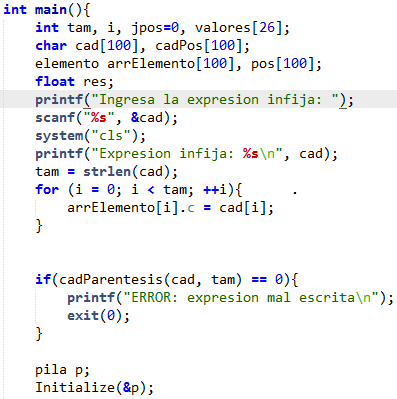 int main(){
    int tam, i, jpos=0, valores[26];
    char cad[100], cadPos[100];
    elemento arrElemento[100], pos[100];
    float res;
    printf("Ingresa la expresion infija: ");
    scanf("%s", &cad);
    system("cls");
    printf("Expresion infija: %s\n", cad);
    tam = strlen(cad);
    for (i = 0; i < tam; ++i){      .
        arrElemento[i].c = cad[i];
    }
    if(cadParentesis(cad, tam) == 0){
        printf("ERROR: expresion mal escrita\n");
        exit(0);
    }
    pila p;
    Initialize(&p);